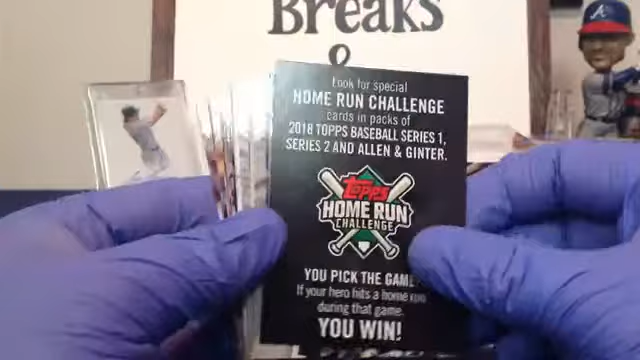 Breaks
&
Look for special
HOME RUN CHALLENGE
cards in packs of
2018 TOPPS BASEBALL SERIES 1,
SERIES 2 AND ALLEN & GINTER.
TOPPS
HOME RUN
CHALLENGE
YOU PICK THE GAME
If your hero hits a home run
during that game.
YOU WIN!
A